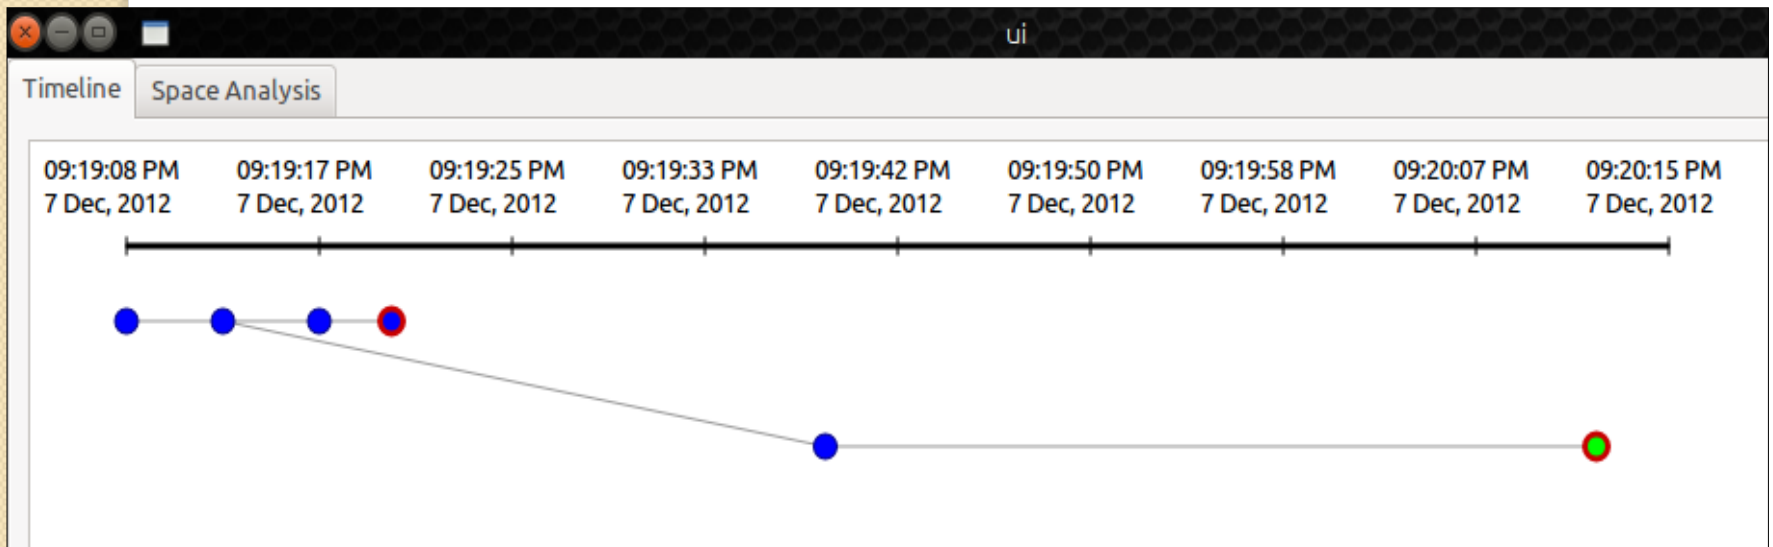 ui
Timeline Space Analysis
09:19:08 PM 09:19:17 PM 09:19:25 PM 09:19:33 PM 09:19:42 PM 09:19:50 PM 09:19:58 PM 09:20:07 PM 09:20:15 PM
7 Dec, 2012 7 Dec, 2012 7 Dec, 2012 7 Dec, 2012 7 Dec, 2012 7 Dec, 2012 7 Dec, 2012 7 Dec, 2012 7 Dec, 2012